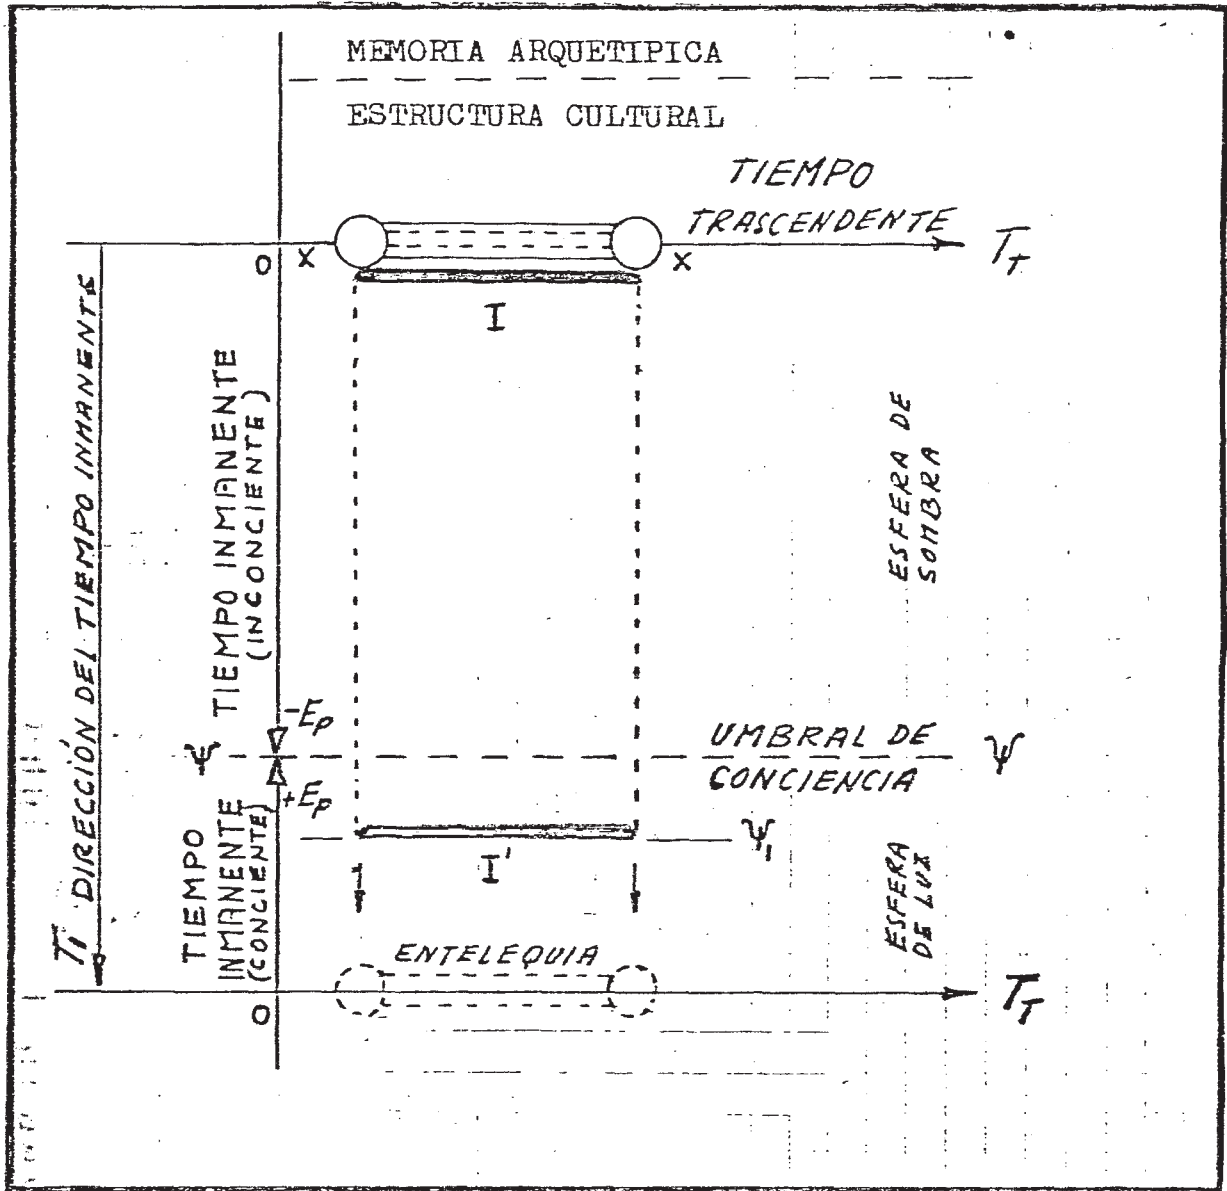 MEMORIA ARQUETIPICA
ESTRUCTURA CULTURAL
TIEMPO
TRASCENDENTE
T_T
O
X
X
I
DIRECCIÓN DEL TIEMPO INMANENTE
T_I
TIEMPO INMANENTE
(INCONCIENTE)
ESFERA DE
SOMBRA
-E_P
Ψ
UMBRAL DE
CONCIENCIA
Ψ
+E_P
TIEMPO
INMANENTE
(CONCIENTE)
I'
Ψ_1
ESFERA
DE LUZ
ENTELEQUIA
O
T_T